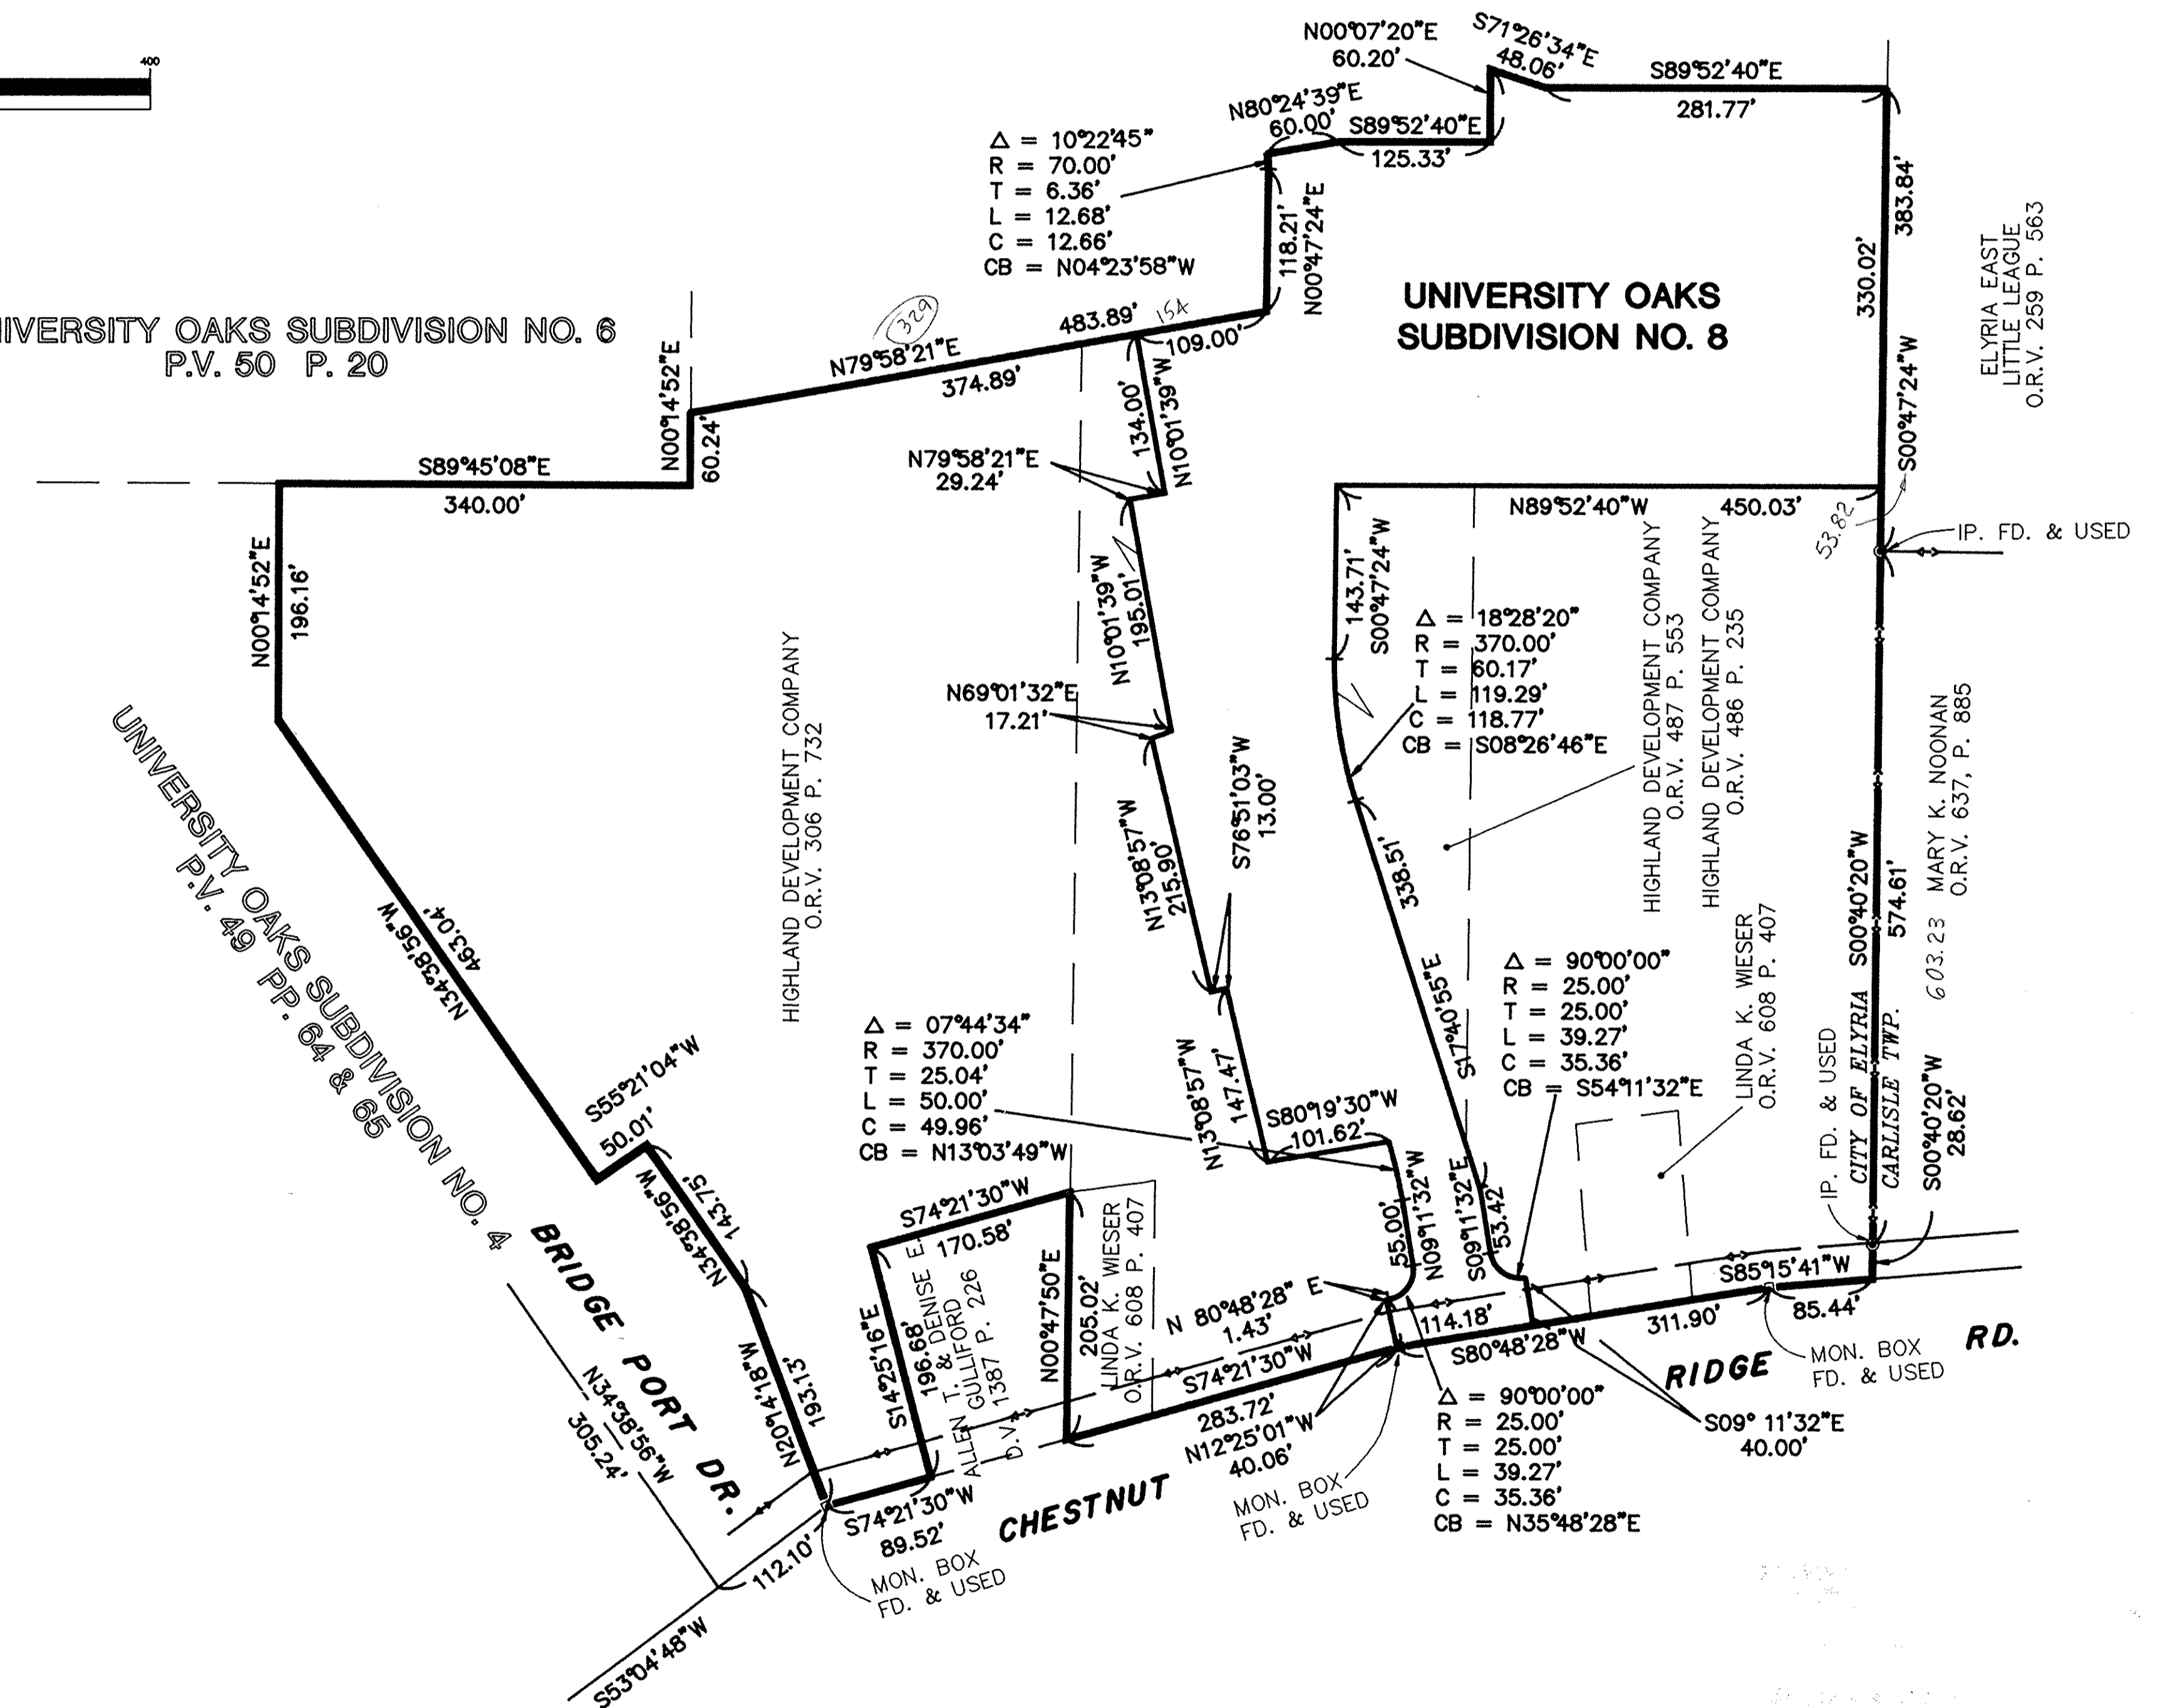 400
N00°07'20"E
60.20'
S71°26'34"E
48.06'
S89°52'40"E
281.77'
N80°24'39"E
60.00'
S89°52'40"E
125.33'
Δ = 10°22'45"
R = 70.00'
T = 6.36'
L = 12.68'
C = 12.66'
CB = N04°23'58"W
118.21'
N00°47'24"E
383.84'
330.02'
S00°47'24"W
ELYRIA EAST
LITTLE LEAGUE
O.R.V. 259 P. 563
UNIVERSITY OAKS
SUBDIVISION NO. 8
IVERSITY OAKS SUBDIVISION NO. 6
P.V. 50 P. 20
329
483.89'
154
109.00'
N79°58'21"E
374.89'
N00°14'52"E
60.24'
134.00'
N10°01'39"W
N79°58'21"E
29.24'
S89°45'08"E
340.00'
N00°14'52"E
196.16'
N89°52'40"W 450.03'
53.82
IP. FD. & USED
143.71'
S00°47'24"W
N10°01'39"W
195.01'
N69°01'32"E
17.21'
Δ = 18°28'20"
R = 370.00'
T = 60.17'
L = 119.29'
C = 118.77'
CB = S08°26'46"E
HIGHLAND DEVELOPMENT COMPANY
O.R.V. 487 P. 553
HIGHLAND DEVELOPMENT COMPANY
O.R.V. 486 P. 235
HIGHLAND DEVELOPMENT COMPANY
O.R.V. 306 P. 732
603.23 MARY K. NOONAN
O.R.V. 637, P. 885
S76°51'03"W
13.00'
N13°08'57"W
215.90'
338.51'
S17°40'55"E
UNIVERSITY OAKS SUBDIVISION NO. 4
P.V. 49 PP. 64 & 65
N34°38'56"W
463.04'
S55°21'04"W
50.01'
N34°38'56"W
143.75'
LINDA K. WIESER
O.R.V. 608 P. 407
Δ = 90°00'00"
R = 25.00'
T = 25.00'
L = 39.27'
C = 35.36'
CB = S54°11'32"E
CITY OF ELYRIA S00°40'20"W
CARLISLE TWP. 574.61'
IP. FD. & USED
S00°40'20"W
28.62'
Δ = 07°44'34"
R = 370.00'
T = 25.04'
L = 50.00'
C = 49.96'
CB = N13°03'49"W
N13°08'57"W
147.47'
S80°19'30"W
101.62'
55.00'
N09°11'32"W
S09°11'32"E
53.42'
S74°21'30"W
170.58'
S14°25'16"E
196.68'
ALLEN T. & DENISE E.
GULLIFORD
D.V. 1387 P. 226
N00°47'50"E
205.02'
LINDA K. WIESER
O.R.V. 608 P. 407
N 80°48'28" E
1.43'
S74°21'30"W
283.72'
N12°25'01"W
40.06'
114.18'
S80°48'28"W
311.90'
S85°15'41"W
85.44'
MON. BOX
FD. & USED
S09° 11'32"E
40.00'
CHESTNUT RIDGE RD.
Δ = 90°00'00"
R = 25.00'
T = 25.00'
L = 39.27'
C = 35.36'
CB = N35°48'28"E
MON. BOX
FD. & USED
BRIDGE PORT DR.
N20°14'18"W
193.13'
N34°38'56"W
305.24'
S74°21'30"W
89.52'
MON. BOX
FD. & USED
112.10'
S53°04'48"W